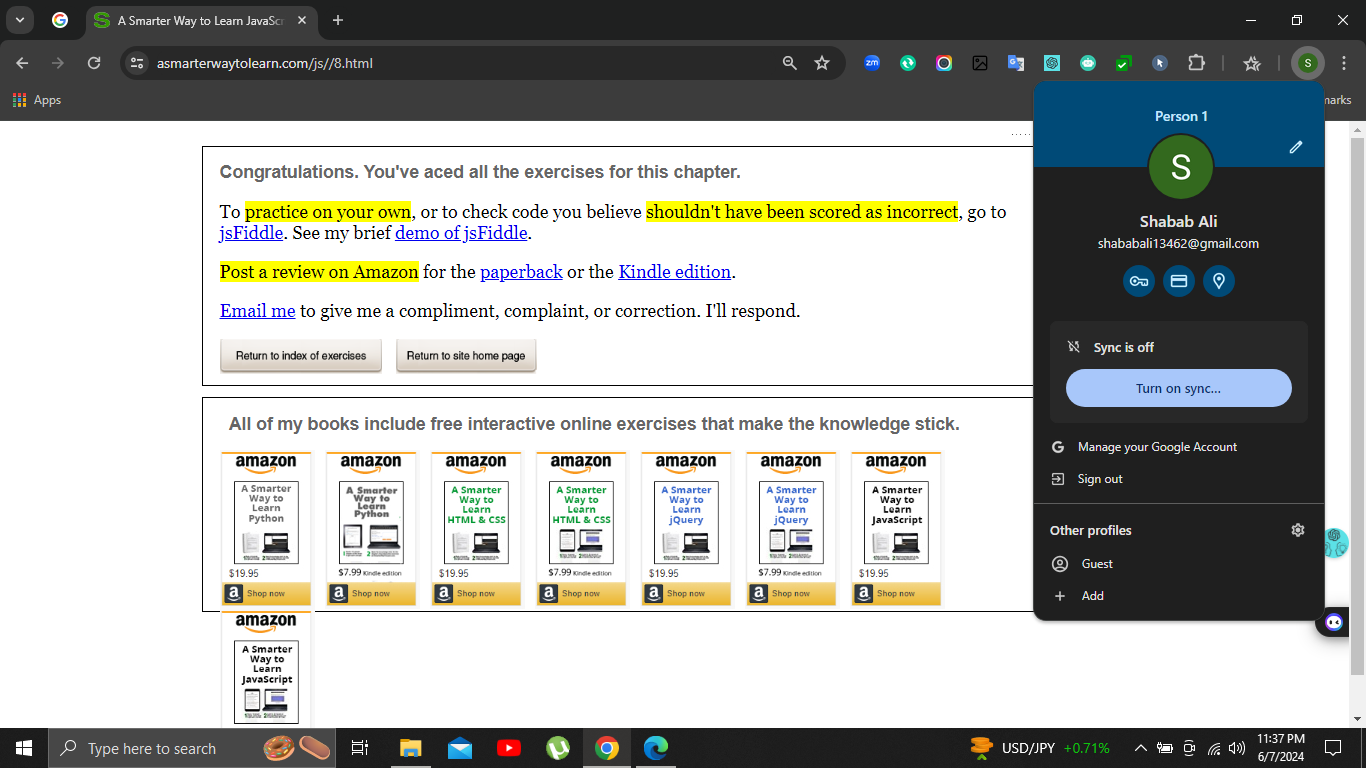 A Smarter Way to Learn JavaScr
asmarterwaytolearn.com/js//8.html
zm
S
Apps
marks
Congratulations. You've aced all the exercises for this chapter.
To practice on your own, or to check code you believe shouldn't have been scored as incorrect, go to
jsFiddle. See my brief demo of jsFiddle.
Post a review on Amazon for the paperback or the Kindle edition.
Email me to give me a compliment, complaint, or correction. I'll respond.
Return to index of exercises
Return to site home page
All of my books include free interactive online exercises that make the knowledge stick.
amazon
A Smarter
Way to
Learn
Python
$19.95
Shop now
amazon
A Smarter
Way to
Learn
Python
$7.99 Kindle edition
Shop now
amazon
A Smarter
Way to
Learn
HTML & CSS
$19.95
Shop now
amazon
A Smarter
Way to
Learn
HTML & CSS
$7.99 Kindle edition
Shop now
amazon
A Smarter
Way to
Learn
jQuery
$19.95
Shop now
amazon
A Smarter
Way to
Learn
jQuery
$7.99 Kindle edition
Shop now
amazon
A Smarter
Way to
Learn
JavaScript
$19.95
Shop now
amazon
A Smarter
Way to
Learn
JavaScript
Person 1
S
Shabab Ali
shababali13462@gmail.com
Sync is off
Turn on sync...
Manage your Google Account
Sign out
Other profiles
Guest
Add
Type here to search
USD/JPY +0.71%
11:37 PM
6/7/2024